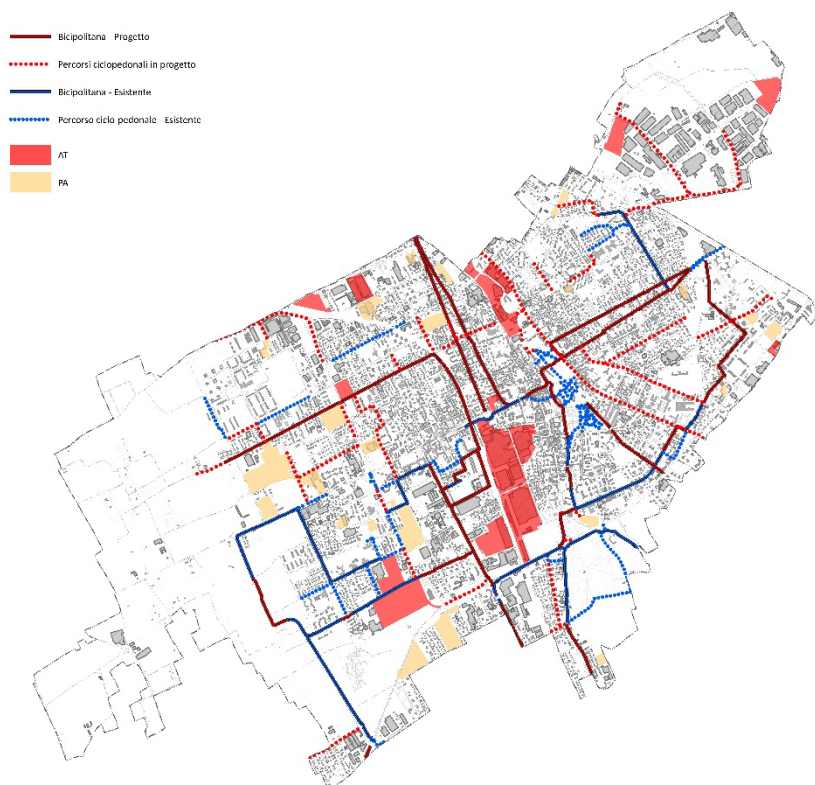 Bicipolitana - Progetto
Percorsi ciclopedonali in progetto
Bicipolitana - Esistente
Percorso ciclo-pedonale - Esistente
AT
PA